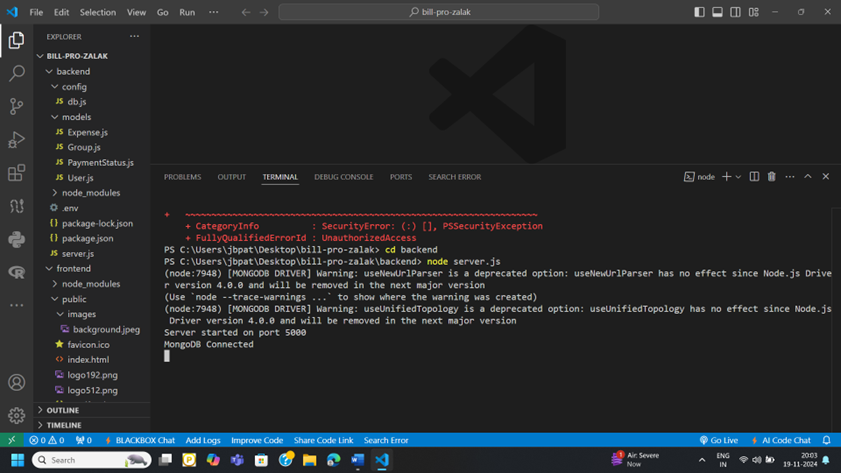 File Edit Selection View Go Run ···
bill-pro-zalak
EXPLORER ···
BILL-PRO-ZALAK
backend
config
JS db.js
models
JS Expense.js
JS Group.js
JS PaymentStatus.js
JS User.js
node_modules
.env
{} package-lock.json
{} package.json
JS server.js
frontend
node_modules
public
images
background.jpeg
favicon.ico
<> index.html
logo192.png
logo512.png
OUTLINE
TIMELINE
PROBLEMS OUTPUT TERMINAL DEBUG CONSOLE PORTS SEARCH ERROR
node
+ ~~~~~~~~~~~~~~~~~~~~~~~~~~~~~~~~~~~~~~~~~~~~~~~~~~~~~~~~~~~~~~~
+ CategoryInfo : SecurityError: (:) [], PSSecurityException
+ FullyQualifiedErrorId : UnauthorizedAccess
PS C:\Users\jbpat\Desktop\bill-pro-zalak> cd backend
PS C:\Users\jbpat\Desktop\bill-pro-zalak\backend> node server.js
(node:7948) [MONGODB DRIVER] Warning: useNewUrlParser is a deprecated option: useNewUrlParser has no effect since Node.js Drive
r version 4.0.0 and will be removed in the next major version
(Use `node --trace-warnings ...` to show where the warning was created)
(node:7948) [MONGODB DRIVER] Warning: useUnifiedTopology is a deprecated option: useUnifiedTopology has no effect since Node.js
Driver version 4.0.0 and will be removed in the next major version
Server started on port 5000
MongoDB Connected
0 0 0 BLACKBOX Chat Add Logs Improve Code Share Code Link Search Error Go Live AI Code Chat
Search
Air: Severe
Now
ENG
IN
20:03
19-11-2024